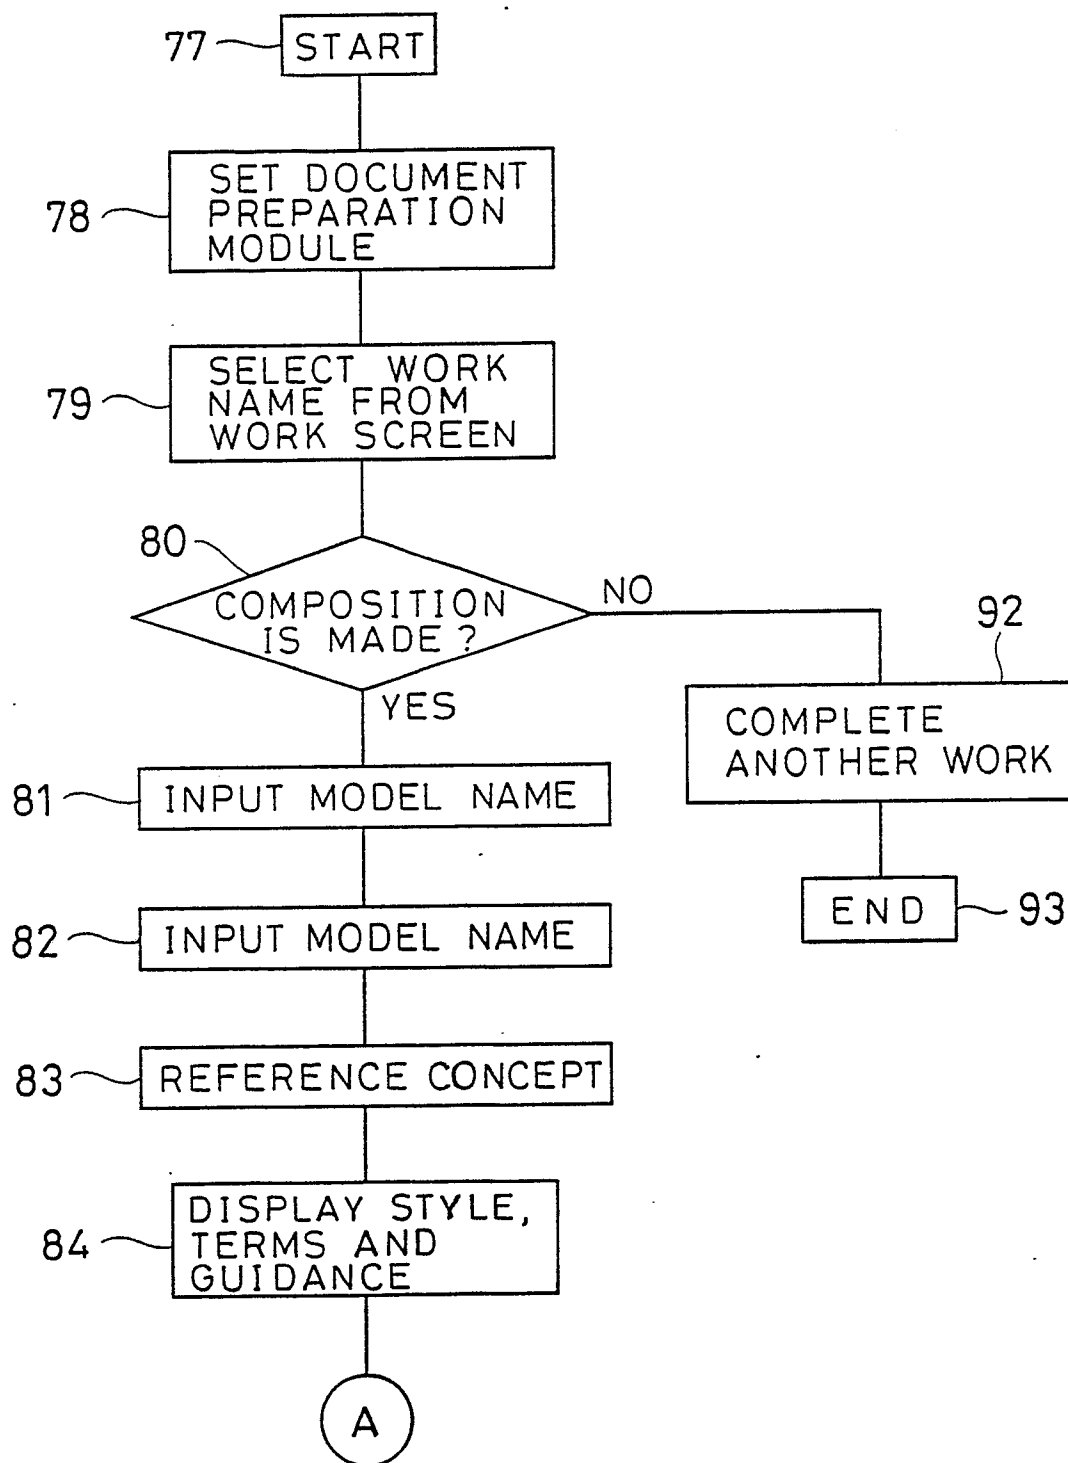 77
START
78
SET DOCUMENT
PREPARATION
MODULE
79
SELECT WORK
NAME FROM
WORK SCREEN
80
COMPOSITION
IS MADE?
NO
YES
92
COMPLETE
ANOTHER WORK
81
INPUT MODEL NAME
END
93
82
INPUT MODEL NAME
83
REFERENCE CONCEPT
84
DISPLAY STYLE,
TERMS AND
GUIDANCE
A